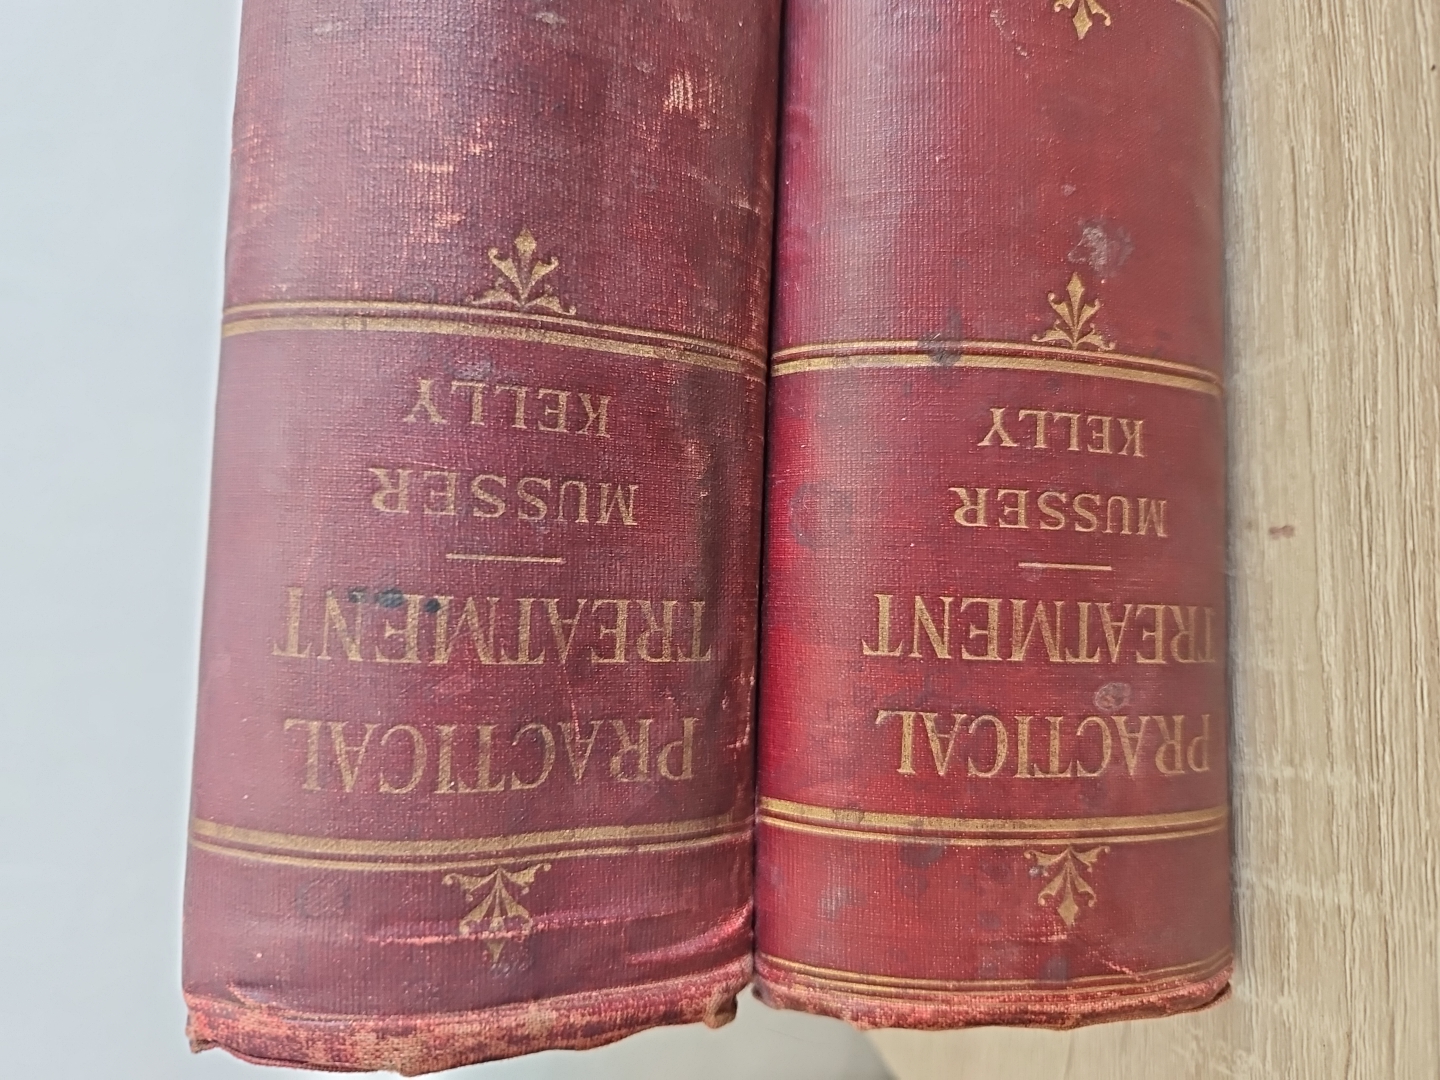 PRACTICAL
TREATMENT
MUSSER
KELLY
PRACTICAL
TREATMENT
MUSSER
KELLY